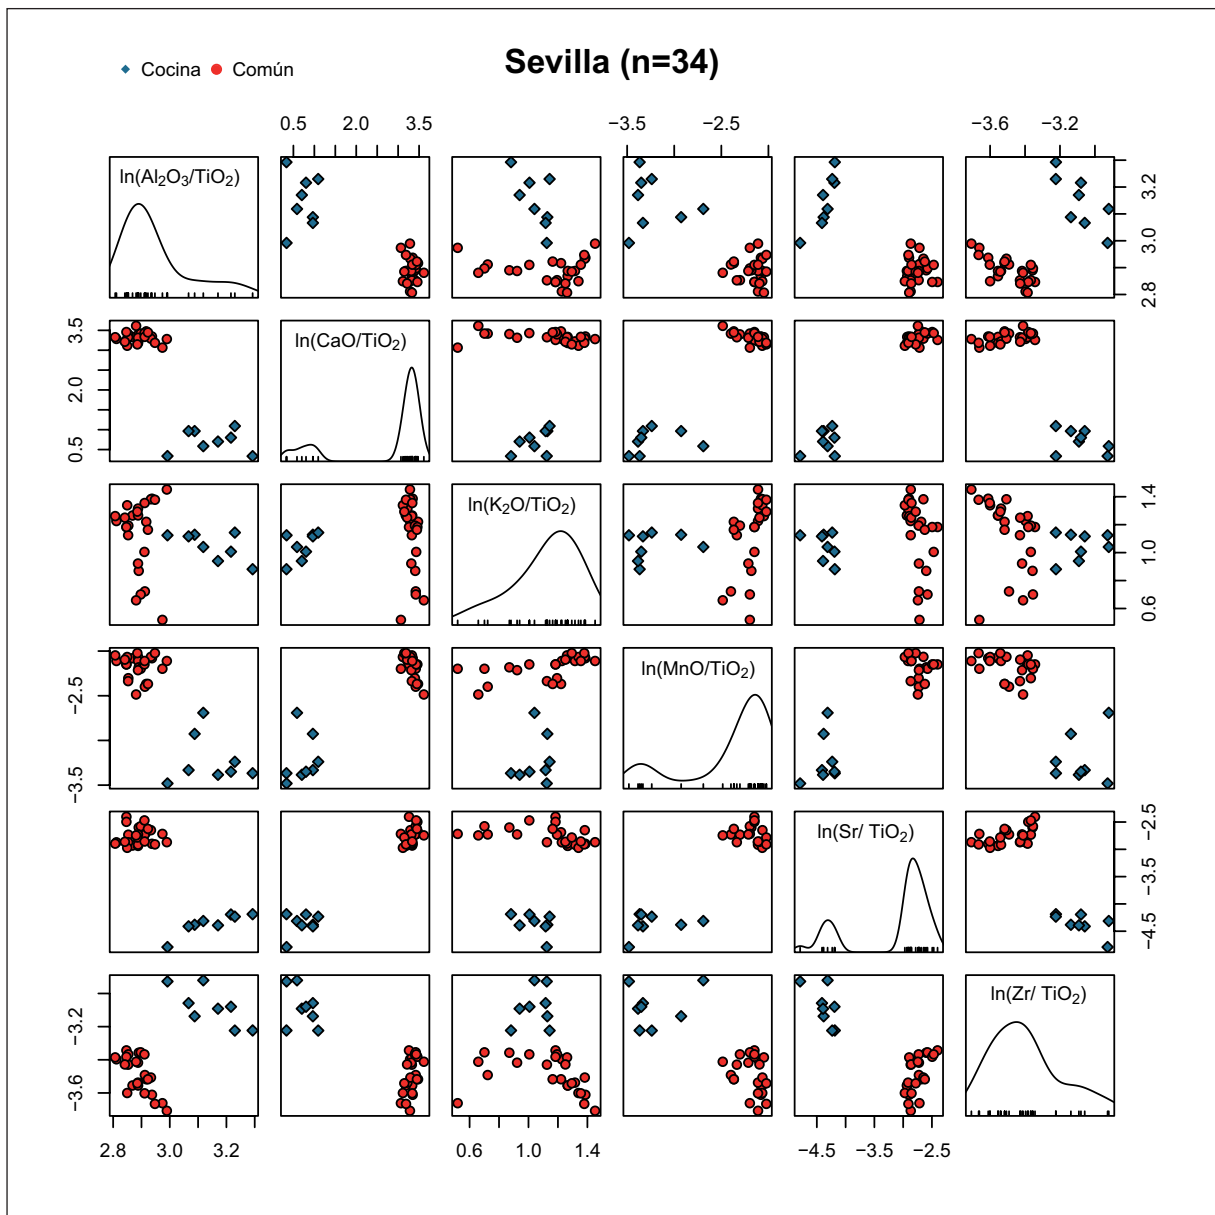 Sevilla (n=34)
Cocina Común
0.5 2.0 3.5 −3.5 −2.5 −3.6 −3.2
ln(Al₂O₃/TiO₂)
2.8 3.0 3.2
ln(CaO/TiO₂)
0.5 2.0 3.5
ln(K₂O/TiO₂)
0.6 1.0 1.4
ln(MnO/TiO₂)
−3.5 −2.5
ln(Sr/ TiO₂)
−4.5 −3.5 −2.5
ln(Zr/ TiO₂)
−3.6 −3.2
2.8 3.0 3.2 0.6 1.0 1.4 −4.5 −3.5 −2.5